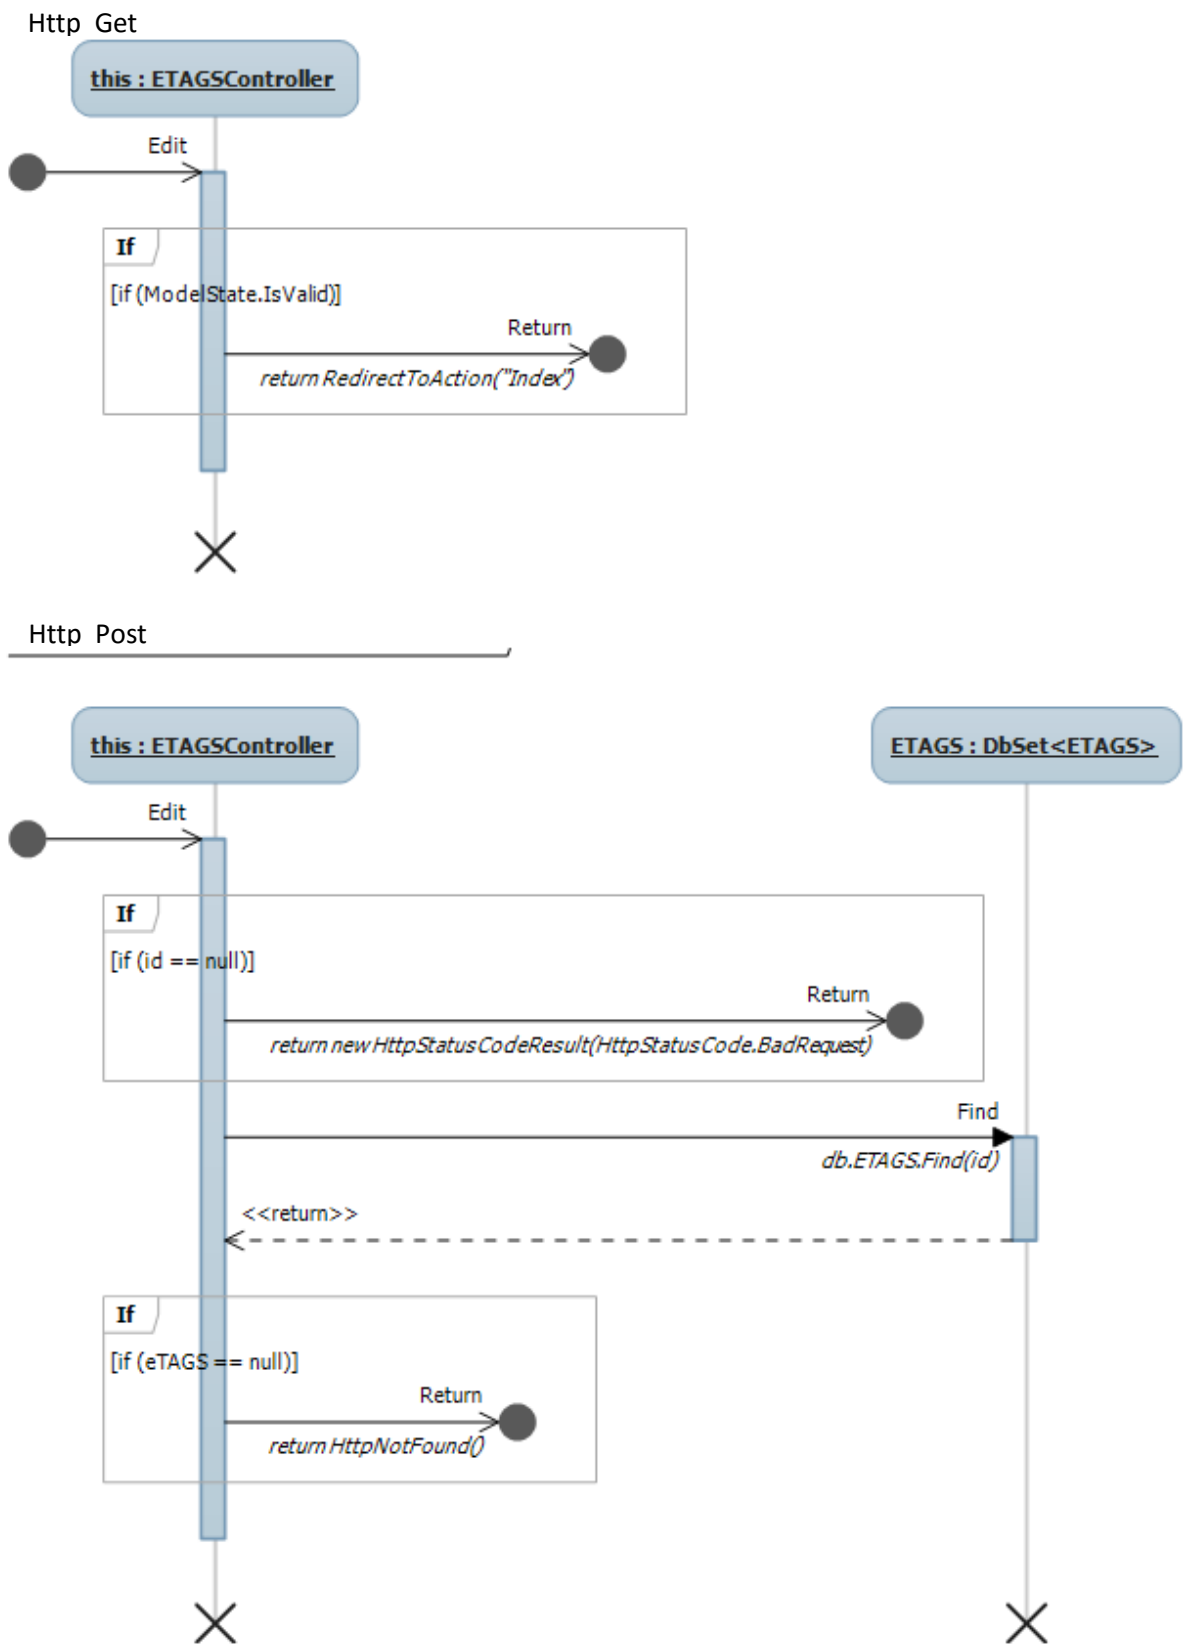 Http Get
this : ETAGSController
Edit
If
[if (ModelState.IsValid)]
Return
return RedirectToAction("Index")
Http Post
this : ETAGSController
ETAGS : DbSet<ETAGS>
Edit
If
[if (id == null)]
Return
return new HttpStatusCodeResult(HttpStatusCode.BadRequest)
Find
db.ETAGS.Find(id)
<<return>>
If
[if (eTAGS == null)]
Return
return HttpNotFound()